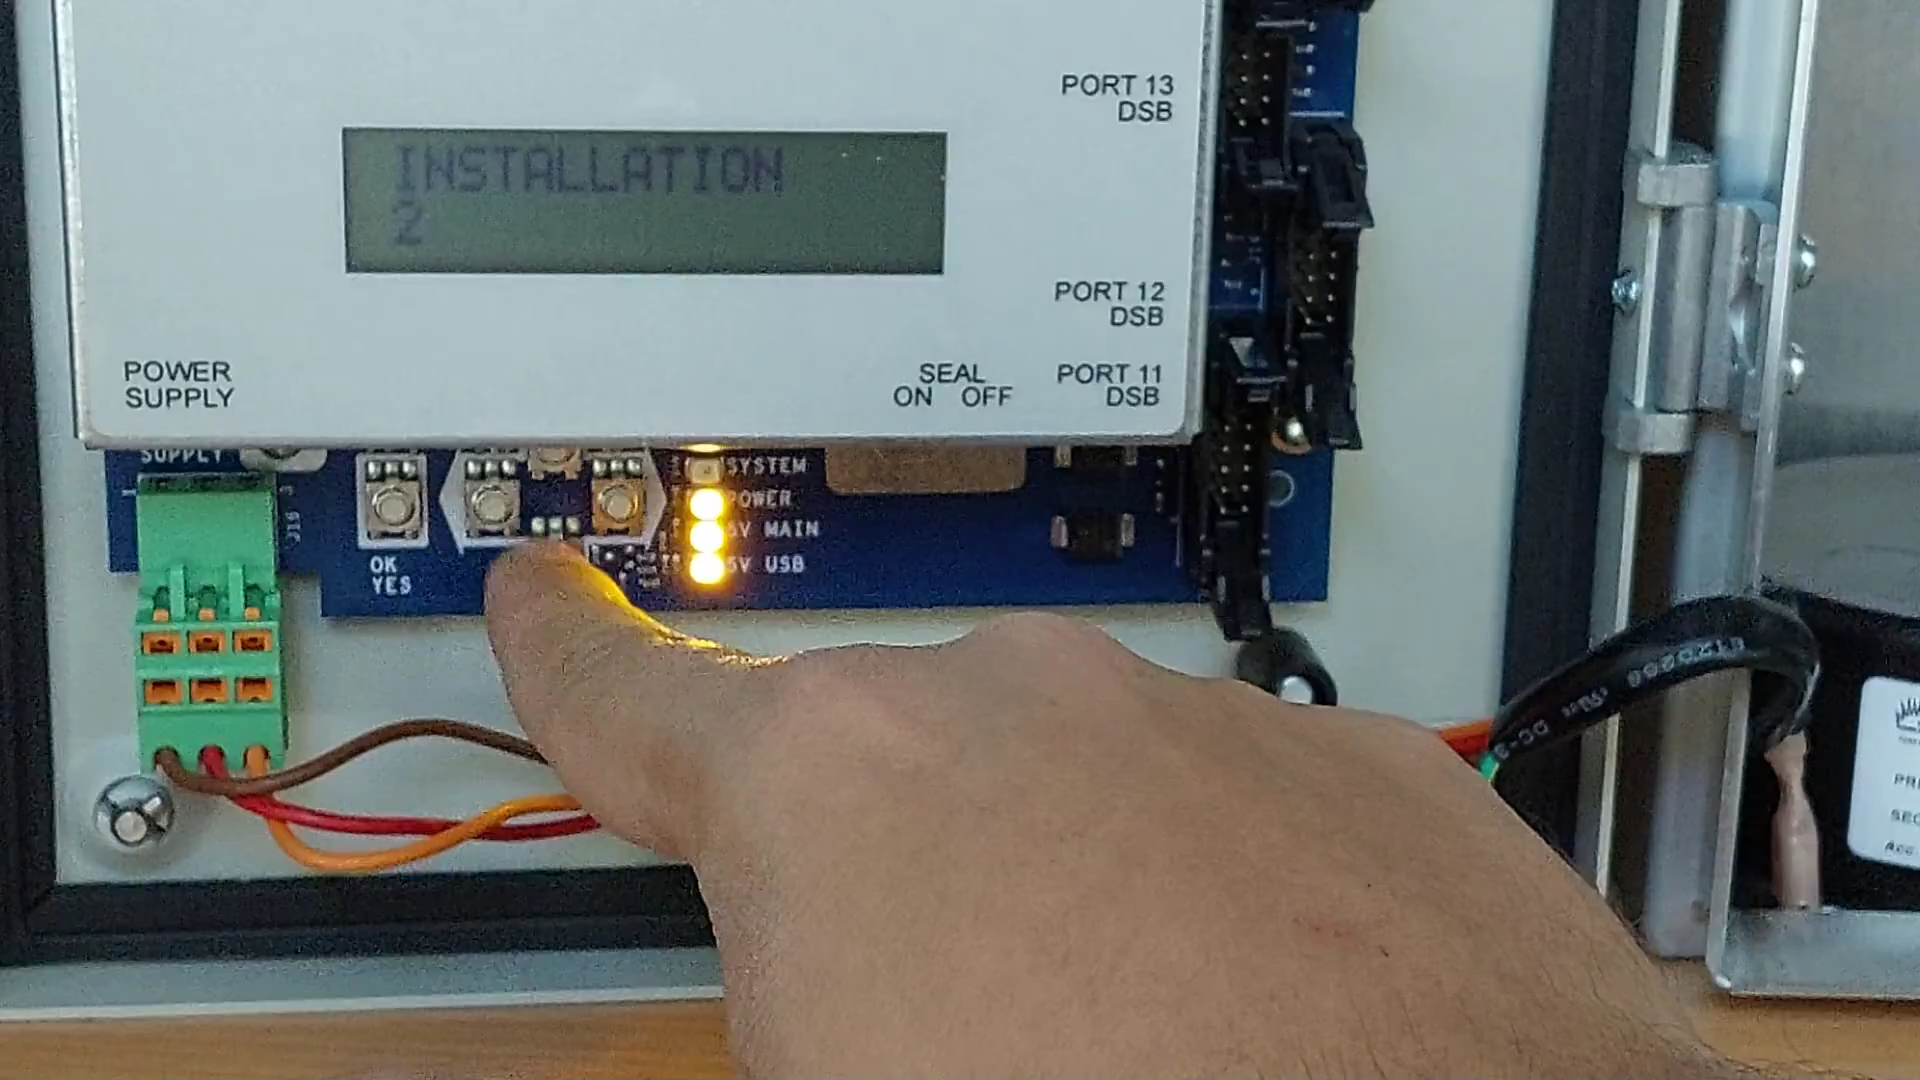 INSTALLATION
2
PORT 13
DSB
PORT 12
DSB
POWER
SUPPLY
SEAL
ON OFF
PORT 11
DSB
SUPPLY
SYSTEM
POWER
5V MAIN
5V USB
OK
YES